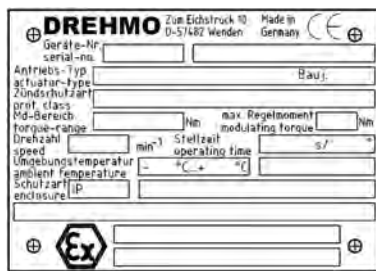 DREHMO Zum Eichstruck 10 Made in
D-57482 Wenden Germany CE
Geräte-Nr.
serial-no.
Antriebs-Typ Bauj.
actuator-type
Zündschutzart
prot. class
Md-Bereich Nm max. Regelmoment Nm
torque-range modulating torque
Drehzahl min⁻¹ Stellzeit s/ °
speed operating time
Umgebungstemperatur - °C + °C
ambient temperature
Schutzart IP
enclosure
Ex